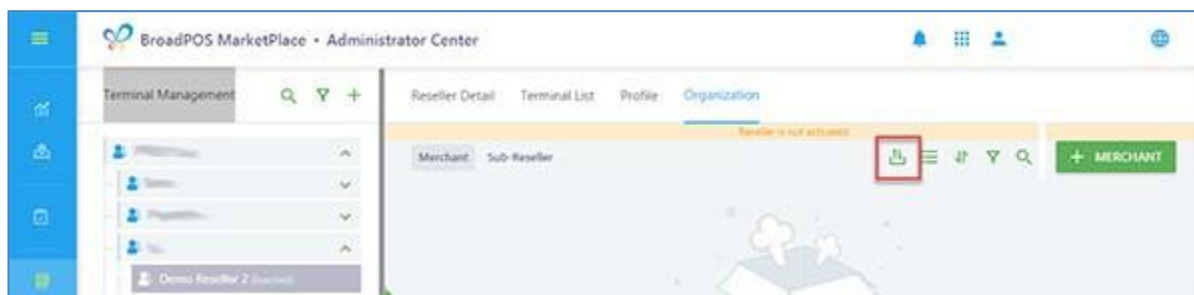 BroadPOS MarketPlace • Administrator Center
Terminal Management
Reseller Detail Terminal List Profile Organization
Reseller is not activated
Merchant Sub-Reseller
+ MERCHANT
Demo Reseller 2 (Inactive)